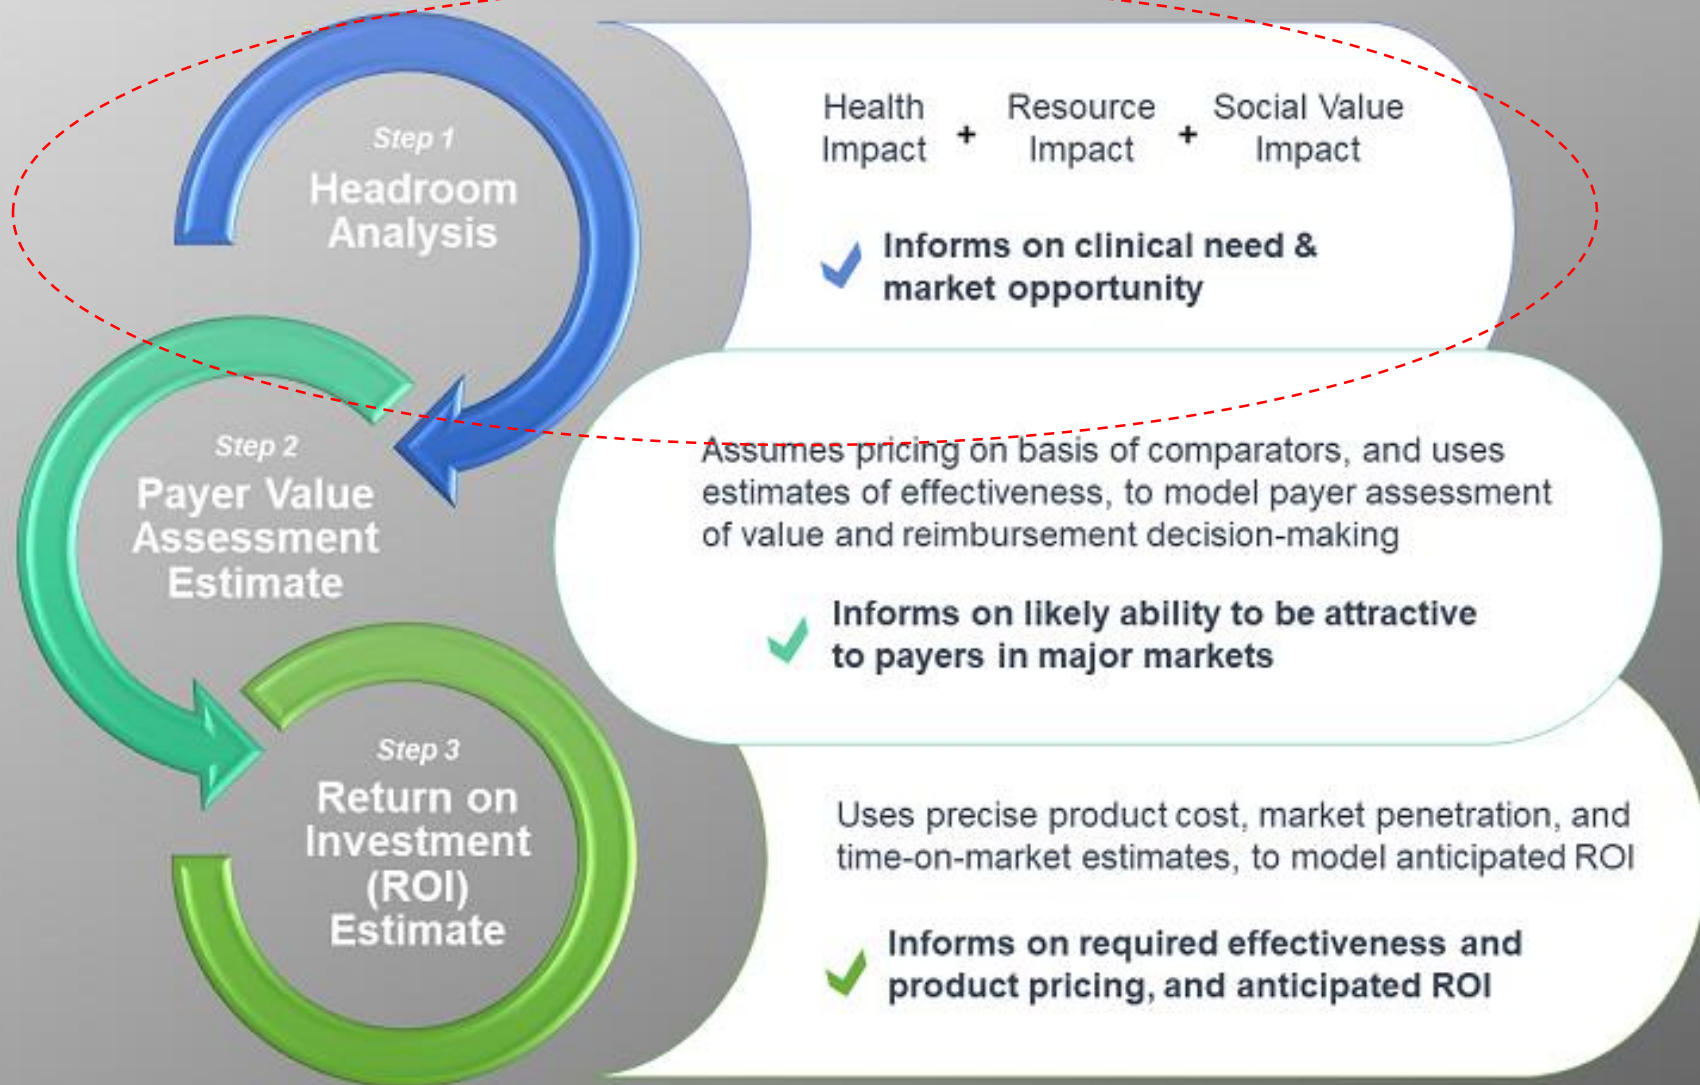 Step 1
Headroom
Analysis
Health
Impact
+
Resource
Impact
+
Social Value
Impact
Informs on clinical need &
market opportunity
Step 2
Payer Value
Assessment
Estimate
Assumes pricing on basis of comparators, and uses
estimates of effectiveness, to model payer assessment
of value and reimbursement decision-making
Informs on likely ability to be attractive
to payers in major markets
Step 3
Return on
Investment
(ROI)
Estimate
Uses precise product cost, market penetration, and
time-on-market estimates, to model anticipated ROI
Informs on required effectiveness and
product pricing, and anticipated ROI